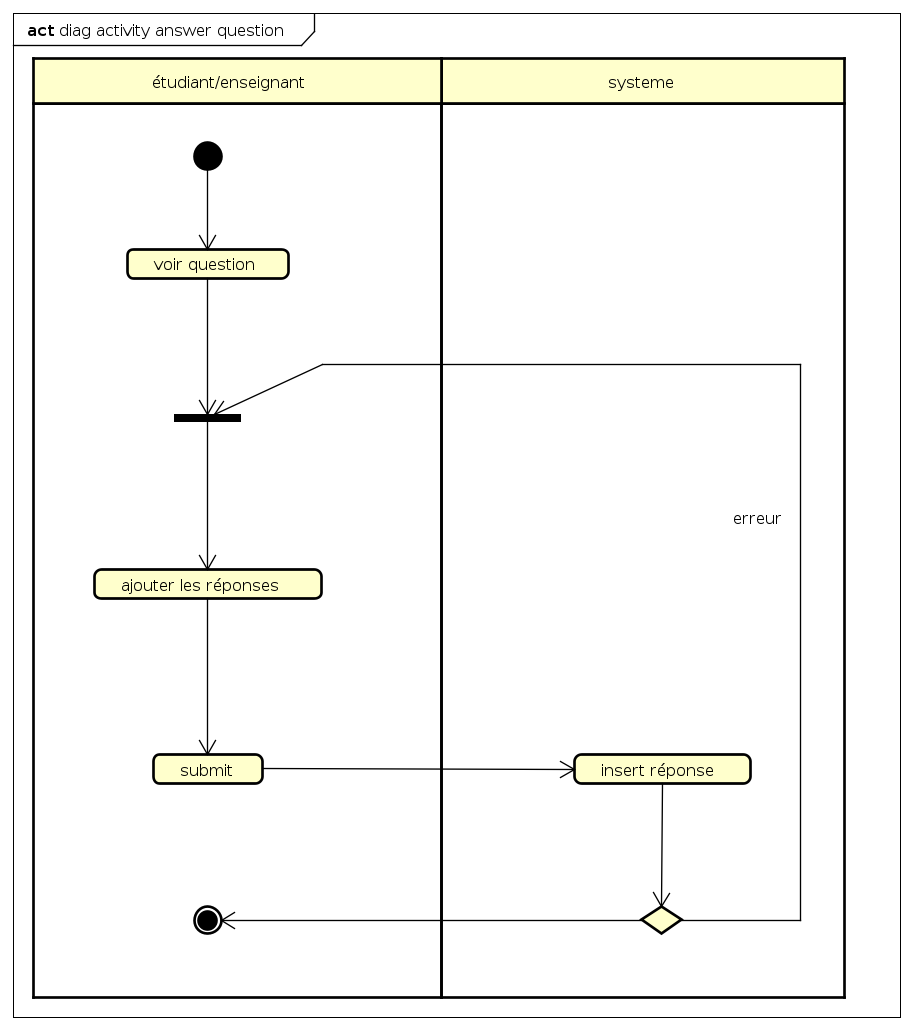 act diag activity answer question
étudiant/enseignant
systeme
voir question
erreur
ajouter les réponses
submit
insert réponse